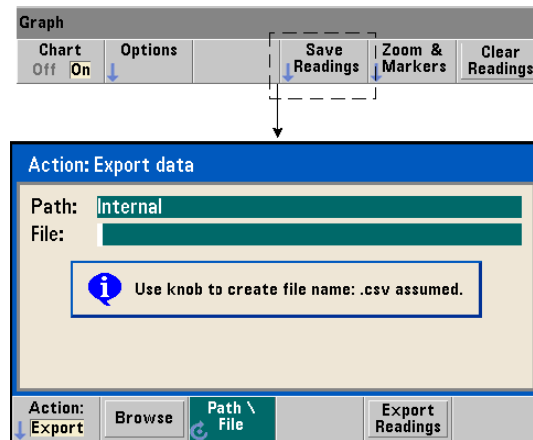 Graph
Chart
Off On
Options
Save
Readings
Zoom &
Markers
Clear
Readings
Action: Export data
Path: Internal
File:
i Use knob to create file name: .csv assumed.
Action:
Export
Browse
Path \
File
Export
Readings